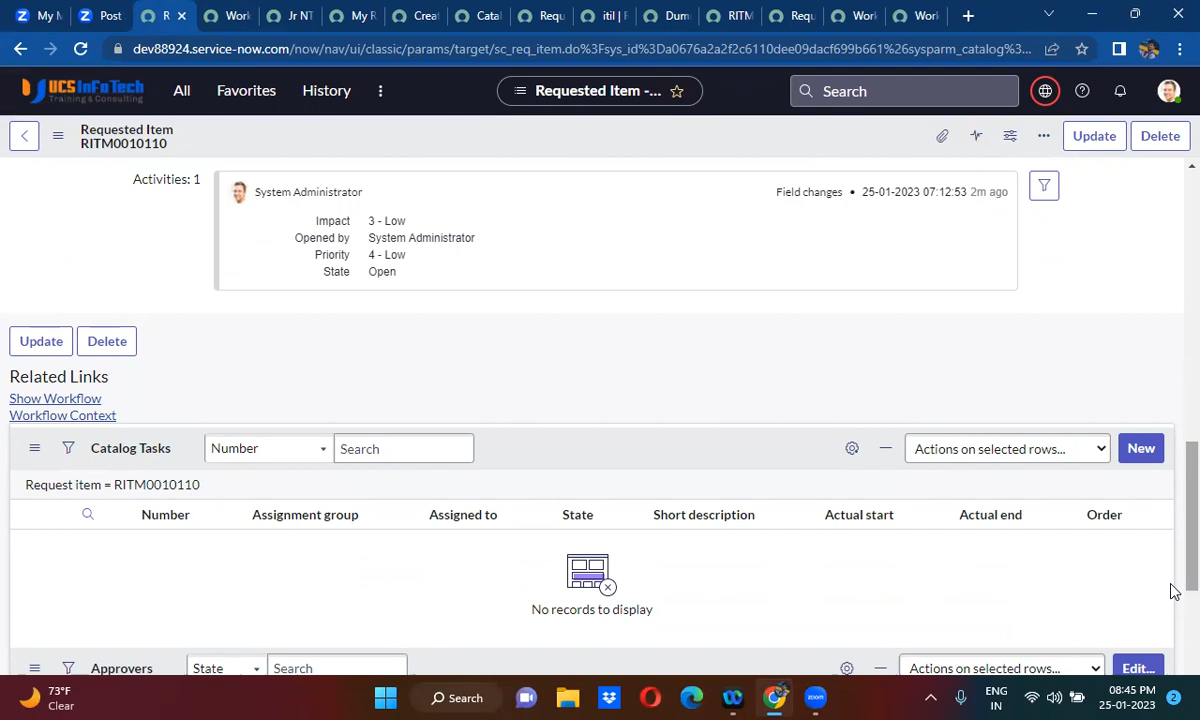 My M
Post
R
Work
Jr NT
My R
Creat
Catal
Requ
itil | F
Dum
RITM
Requ
Work
Work
dev88924.service-now.com/now/nav/ui/classic/params/target/sc_req_item.do%3Fsys_id%3Da0676a2a2f2c6110dee09dacf699b661%26sysparm_catalog%...
UCS InFoTech
Training & Consulting
All
Favorites
History
Requested Item -...
Search
Requested Item
RITM0010110
Update
Delete
Activities: 1
System Administrator
Field changes • 25-01-2023 07:12:53 2m ago
Impact 3 - Low
Opened by System Administrator
Priority 4 - Low
State Open
Update
Delete
Related Links
Show Workflow
Workflow Context
Catalog Tasks
Number
Search
Actions on selected rows...
New
Request item = RITM0010110
Number Assignment group Assigned to State Short description Actual start Actual end Order
No records to display
Approvers
State
Search
Actions on selected rows...
Edit...
73°F
Clear
Search
zoom
ENG
IN
08:45 PM
25-01-2023
2